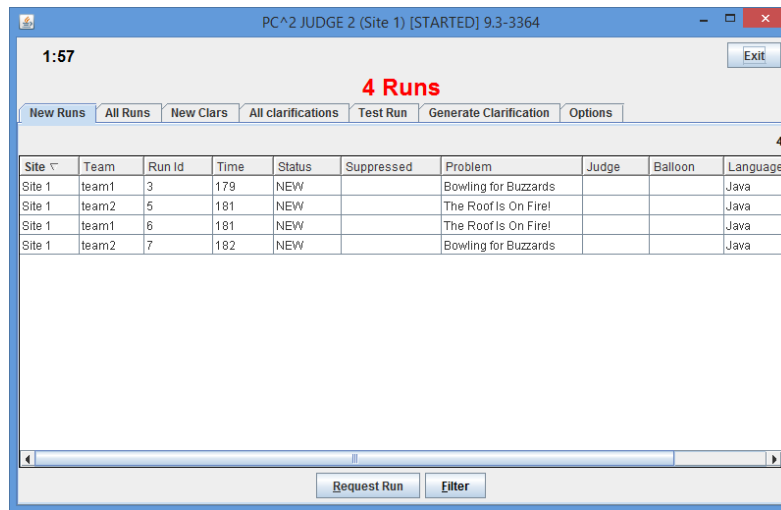 PC^2 JUDGE 2 (Site 1) [STARTED] 9.3-3364
1:57 Exit
4 Runs
New Runs All Runs New Clars All clarifications Test Run Generate Clarification Options
4
Site Team Run Id Time Status Suppressed Problem Judge Balloon Language
Site 1 team1 3 179 NEW Bowling for Buzzards Java
Site 1 team2 5 181 NEW The Roof Is On Fire! Java
Site 1 team1 6 181 NEW The Roof Is On Fire! Java
Site 1 team2 7 182 NEW Bowling for Buzzards Java
Request Run Filter